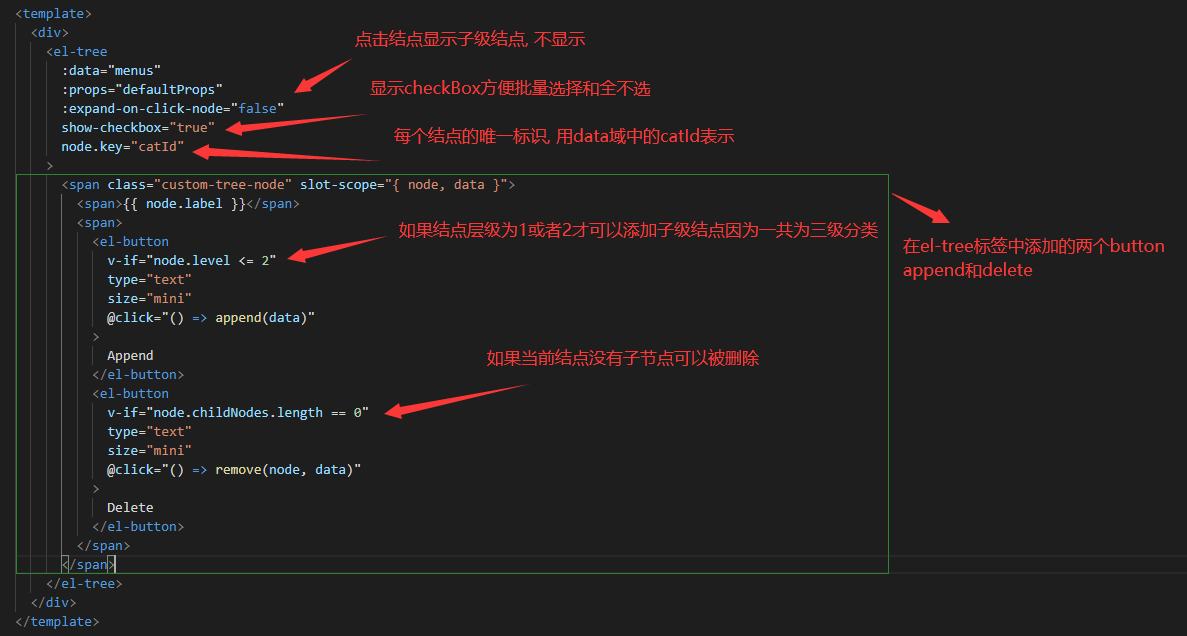 <template>
<div>
<el-tree
点击结点显示子级结点, 不显示
:data="menus"
:props="defaultProps"
显示checkBox方便批量选择和全不选
:expand-on-click-node="false"
show-checkbox="true"
每个结点的唯一标识, 用data域中的catId表示
node.key="catId"
>
<span class="custom-tree-node" slot-scope="{ node, data }">
<span>{{ node.label }}</span>
<span>
如果结点层级为1或者2才可以添加子级结点因为一共为三级分类
<el-button
在el-tree标签中添加的两个button
append和delete
v-if="node.level <= 2"
type="text"
size="mini"
@click="() => append(data)"
>
Append
如果当前结点没有子节点可以被删除
</el-button>
<el-button
v-if="node.childNodes.length == 0"
type="text"
size="mini"
@click="() => remove(node, data)"
>
Delete
</el-button>
</span>
</span>
</el-tree>
</div>
</template>